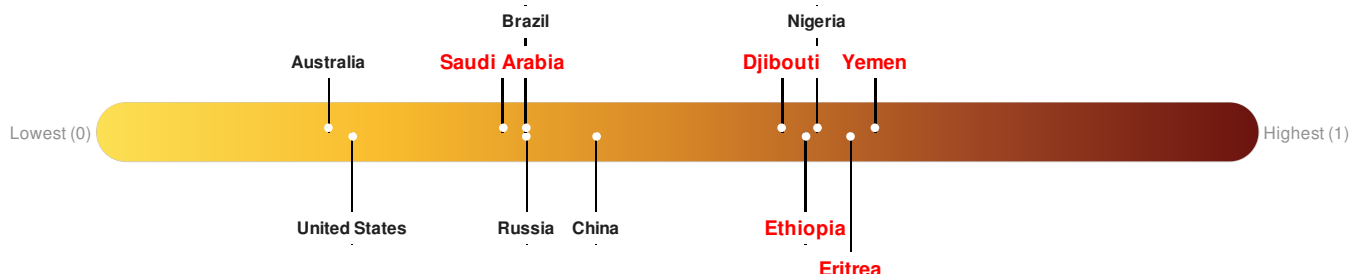 Brazil
Nigeria
Australia
Saudi Arabia
Djibouti
Yemen
Lowest (0)
Highest (1)
United States
Russia
China
Ethiopia
Eritrea